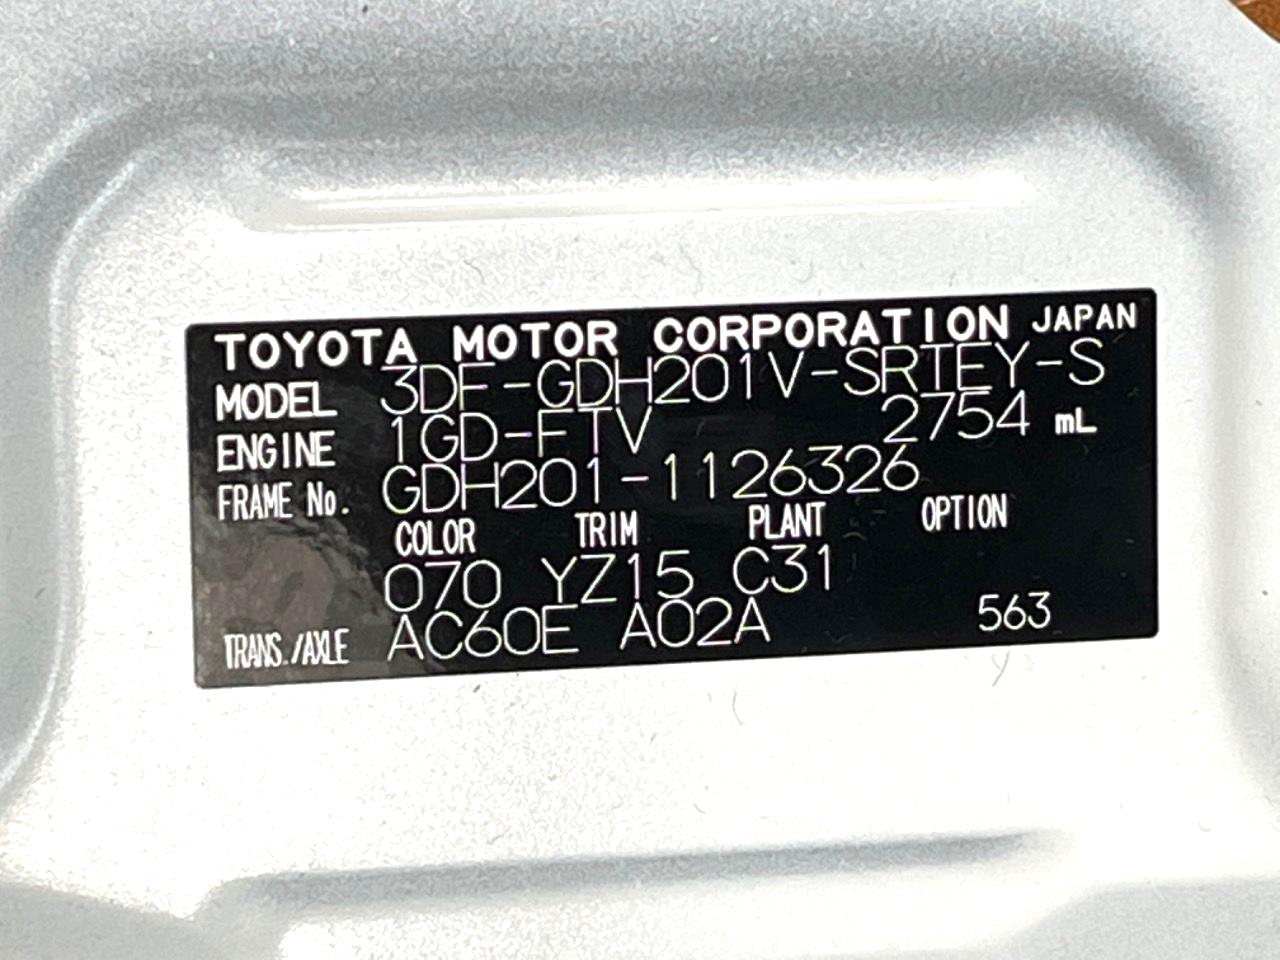 TOYOTA MOTOR CORPORATION JAPAN
MODEL 3DF-GDH201V-SRTEY-S
ENGINE 1GD-FTV 2754 mL
FRAME No. GDH201-1126326
COLOR TRIM PLANT OPTION
070 YZ15 C31
TRANS./AXLE AC60E A02A 563